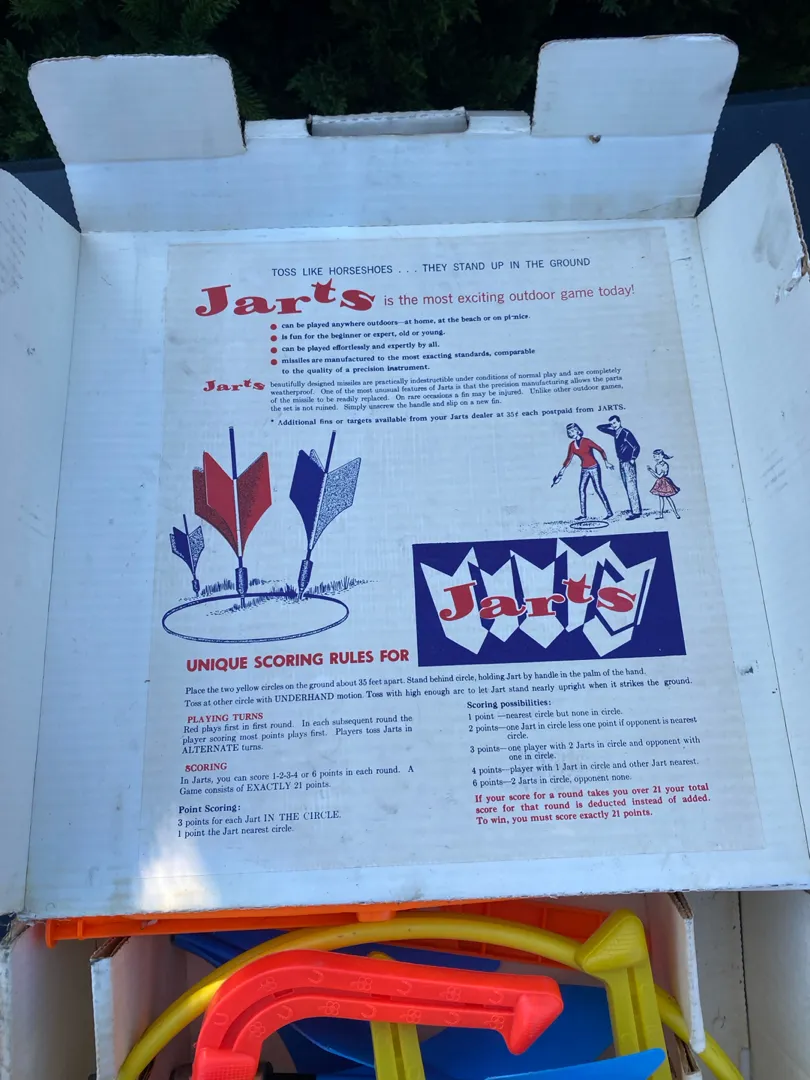 TOSS LIKE HORSESHOES . . . THEY STAND UP IN THE GROUND
Jarts is the most exciting outdoor game today!
● can be played anywhere outdoors—at home, at the beach or on picnics.
● is fun for the beginner or expert, old or young.
● can be played effortlessly and expertly by all.
● missiles are manufactured to the most exacting standards, comparable
to the quality of a precision instrument.
Jarts beautifully designed missiles are practically indestructible under conditions of normal play and are completely
weatherproof. One of the most unusual features of Jarts is that the precision manufacturing allows the parts
of the missile to be readily replaced. On rare occasions a fin may be injured. Unlike other outdoor games,
the set is not ruined. Simply unscrew the handle and slip on a new fin.
* Additional fins or targets available from your Jarts dealer at 35¢ each postpaid from JARTS.
Jarts
UNIQUE SCORING RULES FOR
Place the two yellow circles on the ground about 35 feet apart. Stand behind circle, holding Jart by handle in the palm of the hand.
Toss at other circle with UNDERHAND motion. Toss with high enough arc to let Jart stand nearly upright when it strikes the ground.
PLAYING TURNS
Red plays first in first round. In each subsequent round the
player scoring most points plays first. Players toss Jarts in
ALTERNATE turns.
SCORING
In Jarts, you can score 1-2-3-4 or 6 points in each round. A
Game consists of EXACTLY 21 points.
Point Scoring:
3 points for each Jart IN THE CIRCLE.
1 point the Jart nearest circle.
Scoring possibilities:
1 point —nearest circle but none in circle.
2 points—one Jart in circle less one point if opponent is nearest
circle.
3 points—one player with 2 Jarts in circle and opponent with
one in circle.
4 points—player with 1 Jart in circle and other Jart nearest.
6 points—2 Jarts in circle, opponent none.
If your score for a round takes you over 21 your total
score for that round is deducted instead of added.
To win, you must score exactly 21 points.